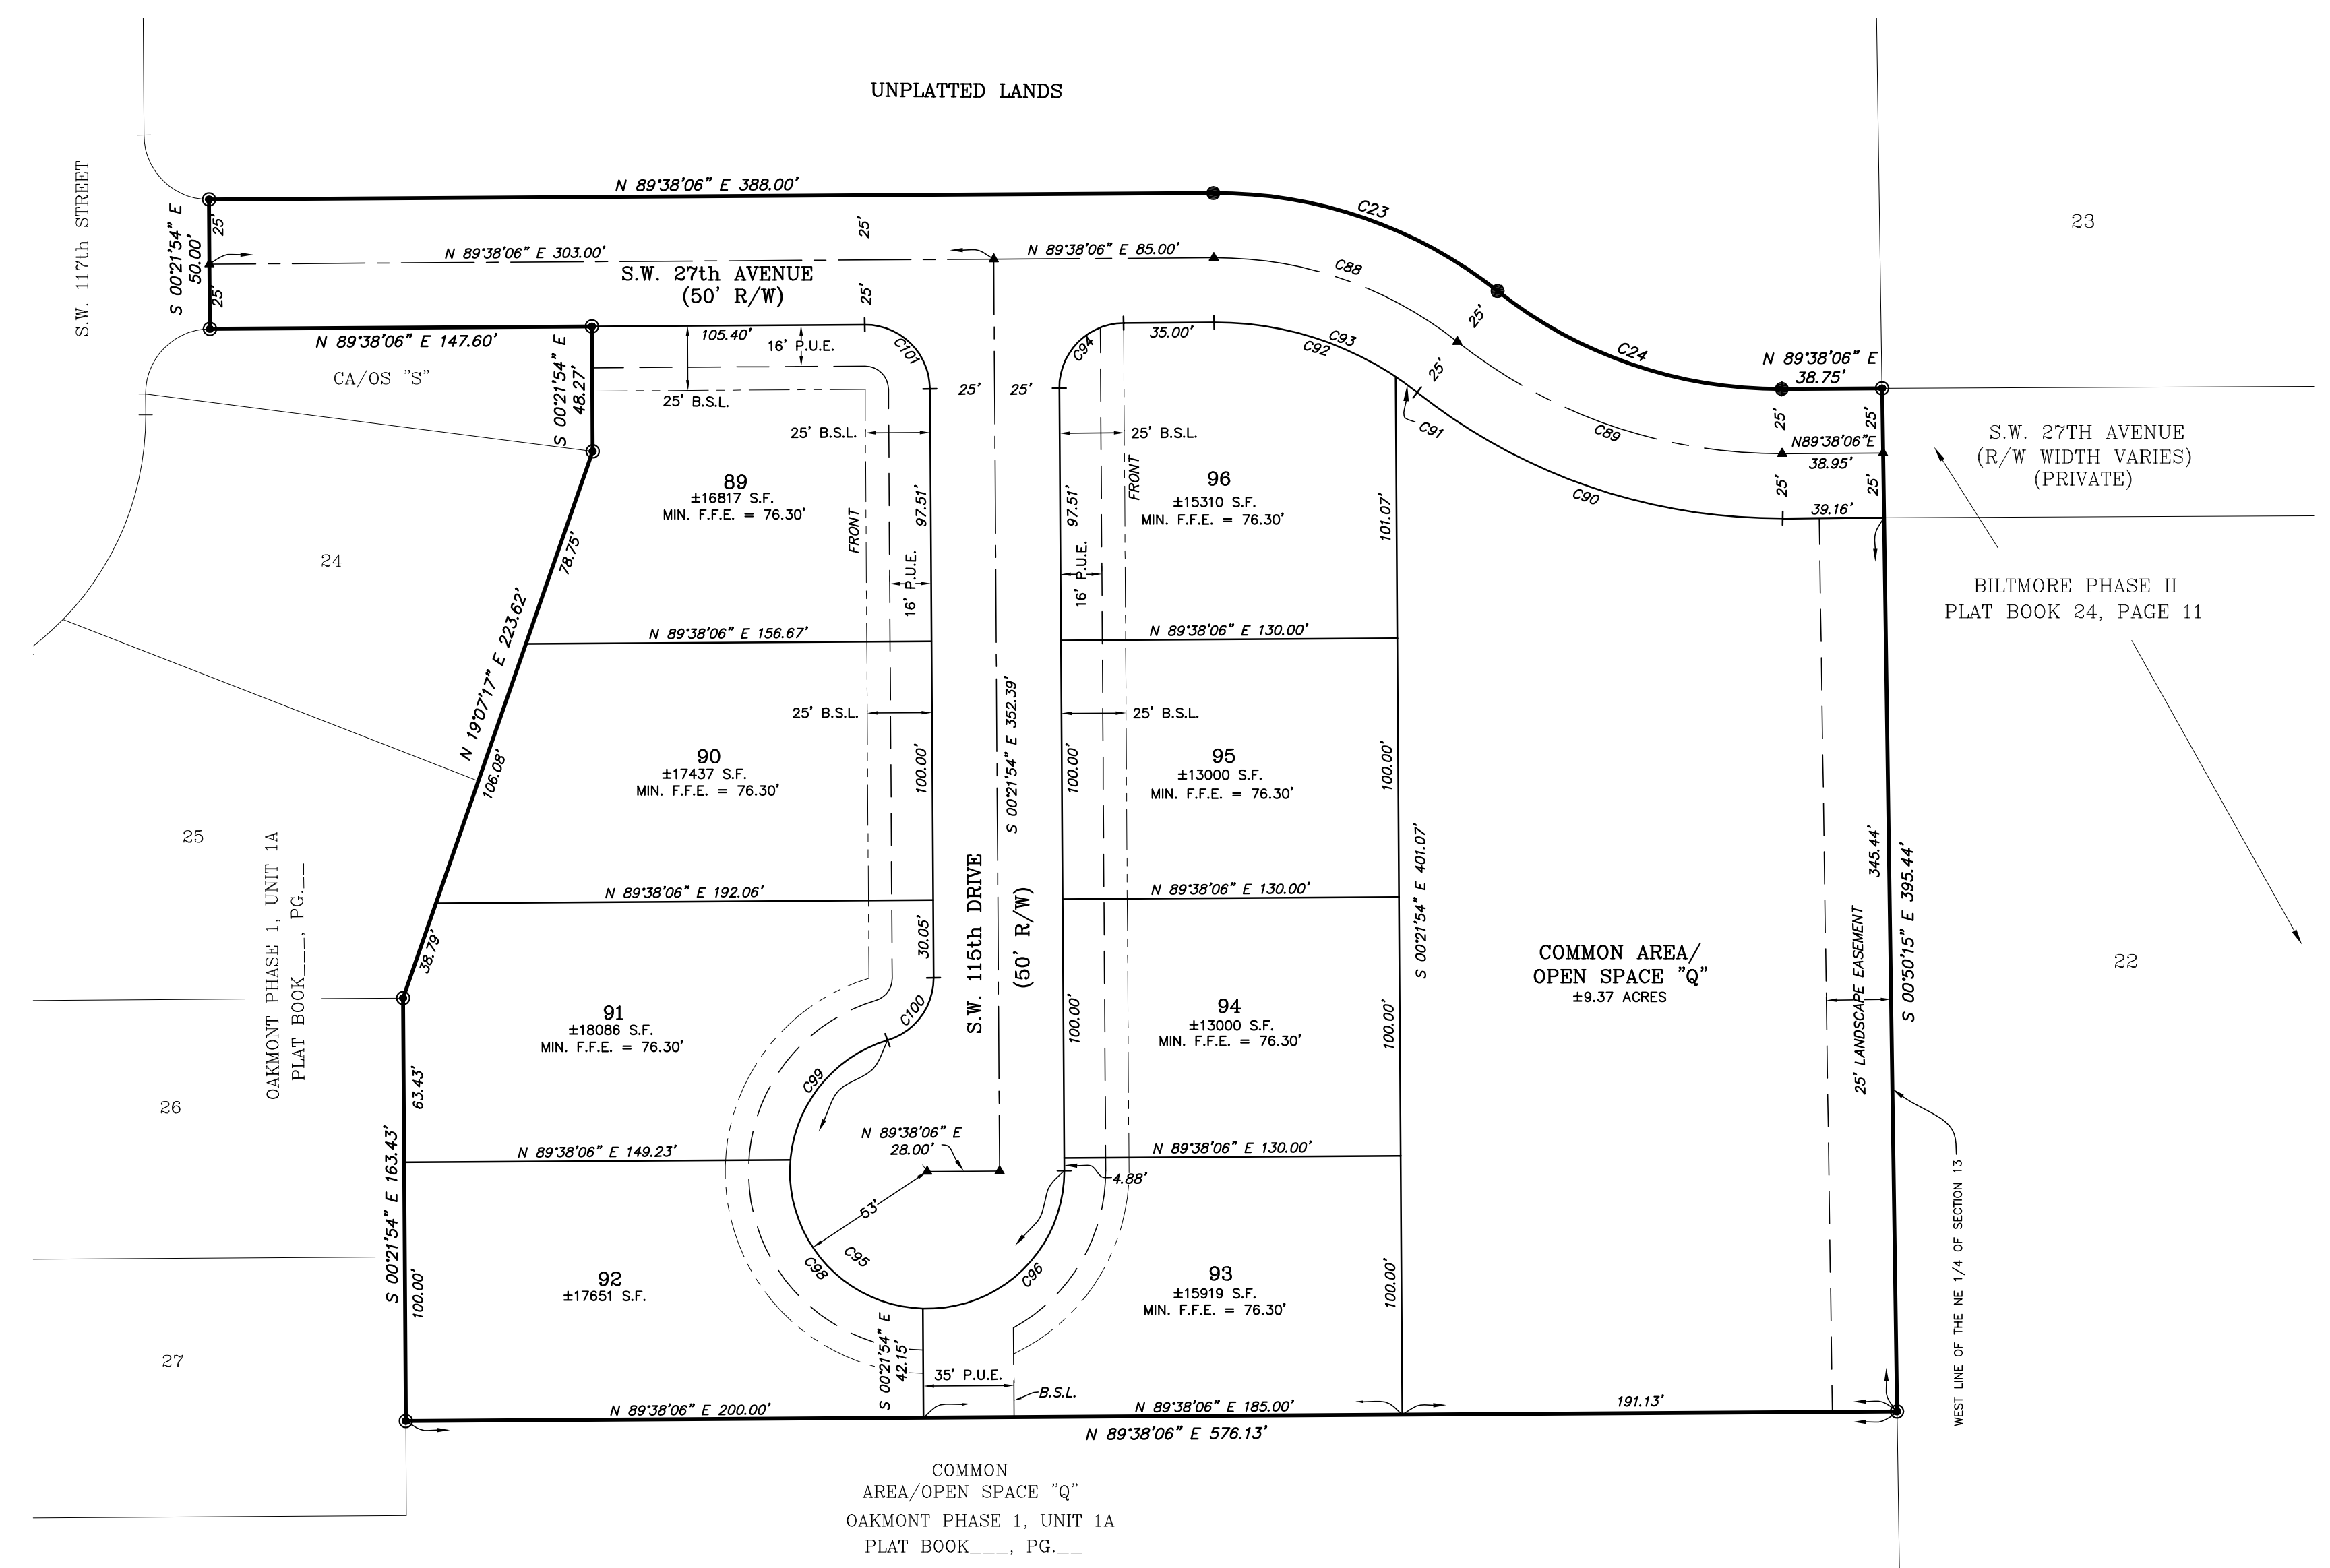 UNPLATTED LANDS
S.W. 117th STREET
S 00°21'54" E
50.00'
25'
25'
N 89°38'06" E 388.00'
N 89°38'06" E 303.00'
25'
25'
S.W. 27th AVENUE
(50' R/W)
N 89°38'06" E 85.00'
C23
C88
23
N 89°38'06" E 147.60'
CA/OS "S"
S 00°21'54" E
48.27'
105.40'
16' P.U.E.
25' B.S.L.
C101
25'
25'
C94
35.00'
C93
C92
25'
25'
C91
C24
N 89°38'06" E
38.75'
25'
25'
C89
N89°38'06"E
38.95'
25'
25'
C90
39.16'
S.W. 27TH AVENUE
(R/W WIDTH VARIES)
(PRIVATE)
BILTMORE PHASE II
PLAT BOOK 24, PAGE 11
25' B.S.L.
25' B.S.L.
FRONT
FRONT
89
±16817 S.F.
MIN. F.F.E. = 76.30'
97.51'
16' P.U.E.
97.51'
16' P.U.E.
96
±15310 S.F.
MIN. F.F.E. = 76.30'
101.07'
24
78.75'
N 19°07'17" E 223.62'
106.08'
38.79'
N 89°38'06" E 156.67'
N 89°38'06" E 130.00'
25' B.S.L.
25' B.S.L.
90
±17437 S.F.
MIN. F.F.E. = 76.30'
100.00'
S 00°21'54" E 352.39'
100.00'
95
±13000 S.F.
MIN. F.F.E. = 76.30'
100.00'
S 00°21'54" E 401.07'
25
OAKMONT PHASE 1, UNIT 1A
PLAT BOOK___, PG.__
N 89°38'06" E 192.06'
N 89°38'06" E 130.00'
30.05'
S.W. 115th DRIVE
(50' R/W)
COMMON AREA/
OPEN SPACE "Q"
±9.37 ACRES
345.44'
S 00°50'15" E 395.44'
25' LANDSCAPE EASEMENT
22
91
±18086 S.F.
MIN. F.F.E. = 76.30'
C100
C99
100.00'
94
±13000 S.F.
MIN. F.F.E. = 76.30'
100.00'
26
63.43'
S 00°21'54" E 163.43'
N 89°38'06" E 149.23'
N 89°38'06" E
28.00'
N 89°38'06" E 130.00'
4.88'
53'
C95
C98
C96
WEST LINE OF THE NE 1/4 OF SECTION 13
92
±17651 S.F.
100.00'
93
±15919 S.F.
MIN. F.F.E. = 76.30'
100.00'
27
S 00°21'54" E
42.15'
35' P.U.E.
B.S.L.
N 89°38'06" E 200.00'
N 89°38'06" E 185.00'
191.13'
N 89°38'06" E 576.13'
COMMON
AREA/OPEN SPACE "Q"
OAKMONT PHASE 1, UNIT 1A
PLAT BOOK___, PG.__